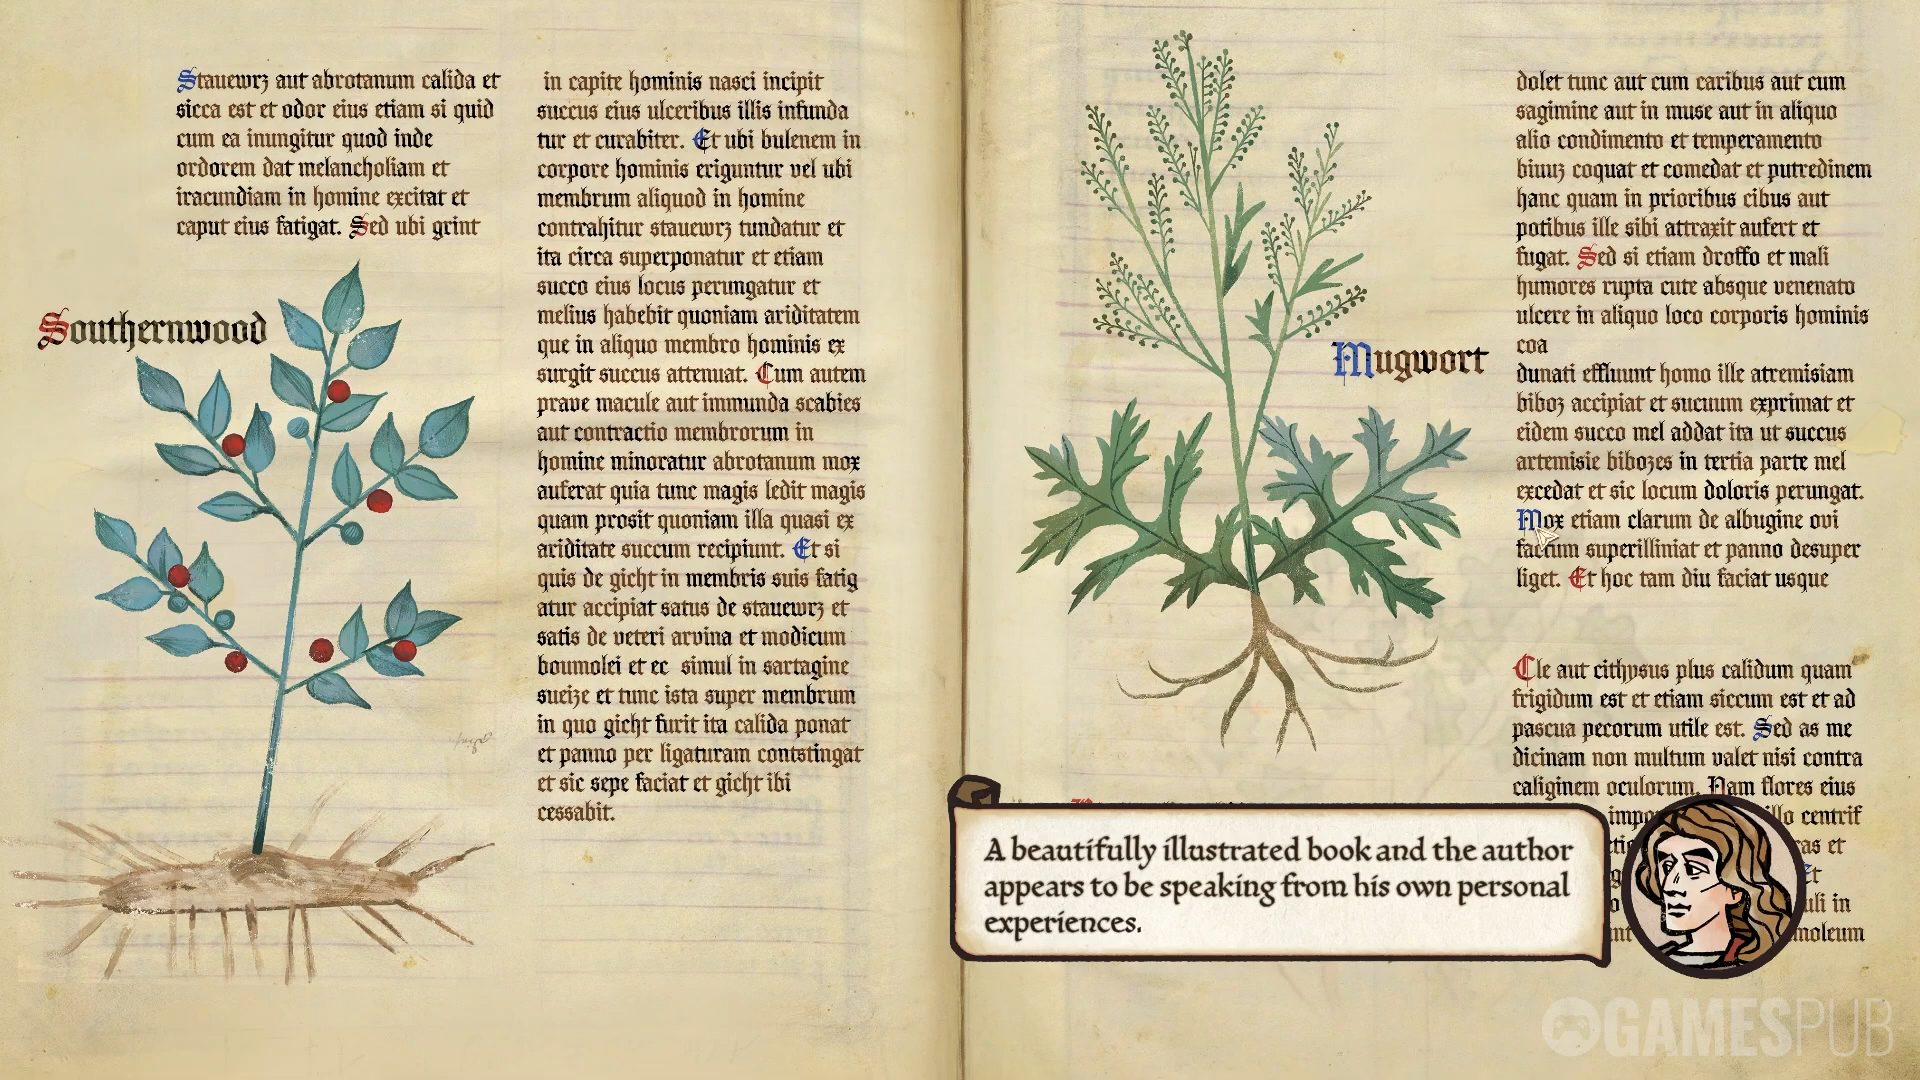 Stauewrʒ aut abrotanum calida et
sicca est et odor eius etiam si quid
cum ea inungitur quod inde
ordorem dat melancholiam et
iracundiam in homine excitat et
caput eius fatigat. Sed ubi grint
Southernwood
in capite hominis nasci incipit
succus eius ulceribus illis infunda
tur et curabiter. Et ubi bulenem in
corpore hominis eriguntur vel ubi
membrum aliquod in homine
contrahitur stauewrʒ tundatur et
ita circa superponatur et etiam
succo eius locus perungatur et
melius habebit quoniam ariditatem
que in aliquo membro hominis ex
surgit succus attenuat. Cum autem
prave macule aut immunda scabies
aut contractio membrorum in
homine minoratur abrotanum mox
auferat quia tunc magis ledit magis
quam prosit quoniam illa quasi ex
ariditate succum recipiunt. Et si
quis de gicht in membris suis fatig
atur accipiat satus de stauewrʒ et
satis de veteri arvina et modicum
boumolei et ec simul in sartagine
sueiʒe et tunc ista super membrum
in quo gicht furit ita calida ponat
et panno per ligaturam contstingat
et sic sepe faciat et gicht ibi
cessabit.
Mugwort
dolet tunc aut cum caribus aut cum
sagimine aut in muse aut in aliquo
alio condimento et temperamento
biuuʒ coquat et comedat et putredinem
hanc quam in prioribus cibus aut
potibus ille sibi attraxit aufert et
fugat. Sed si etiam droffo et mali
humores rupta cute absque venenato
ulcere in aliquo loco corporis hominis
coa
dunati effluunt homo ille atremisiam
biboʒ accipiat et sucuum exprimat et
eidem succo mel addat ita ut succus
artemisie biboʒes in tertia parte mel
excedat et sic locum doloris perungat.
Mox etiam clarum de albugine ovi
factum superilliniat et panno desuper
liget. Et hoc tam diu faciat usque
Cle aut cithysus plus calidum quam
frigidum est et etiam siccum est et ad
pascua pecorum utile est. Sed as me
dicinam non multum valet nisi contra
caliginem oculorum. Nam flores eius
centrif
et
Et
in
moleum
A beautifully illustrated book and the author
appears to be speaking from his own personal
experiences.
GAMESPUB